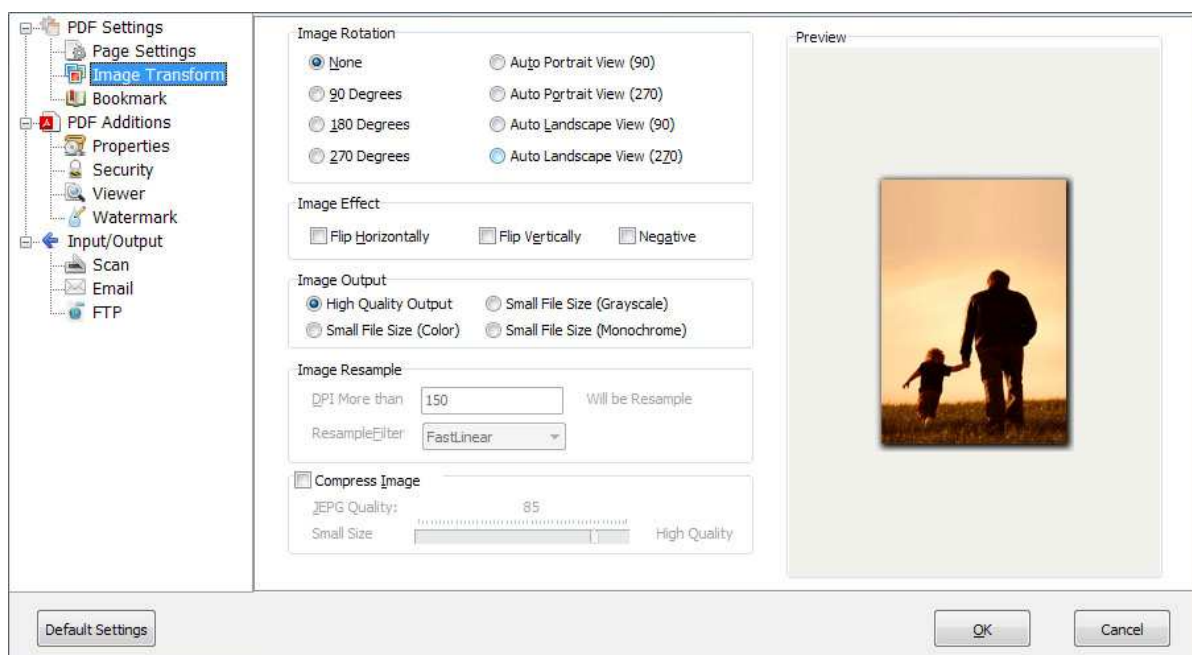 PDF Settings
Page Settings
Image Transform
Bookmark
PDF Additions
Properties
Security
Viewer
Watermark
Input/Output
Scan
Email
FTP
Image Rotation
None
Auto Portrait View (90)
90 Degrees
Auto Portrait View (270)
180 Degrees
Auto Landscape View (90)
270 Degrees
Auto Landscape View (270)
Image Effect
Flip Horizontally
Flip Vertically
Negative
Image Output
High Quality Output
Small File Size (Grayscale)
Small File Size (Color)
Small File Size (Monochrome)
Image Resample
DPI More than
150
Will be Resample
ResampleFilter
FastLinear
Compress Image
JEPG Quality:
85
Small Size
High Quality
Preview
Default Settings
OK
Cancel